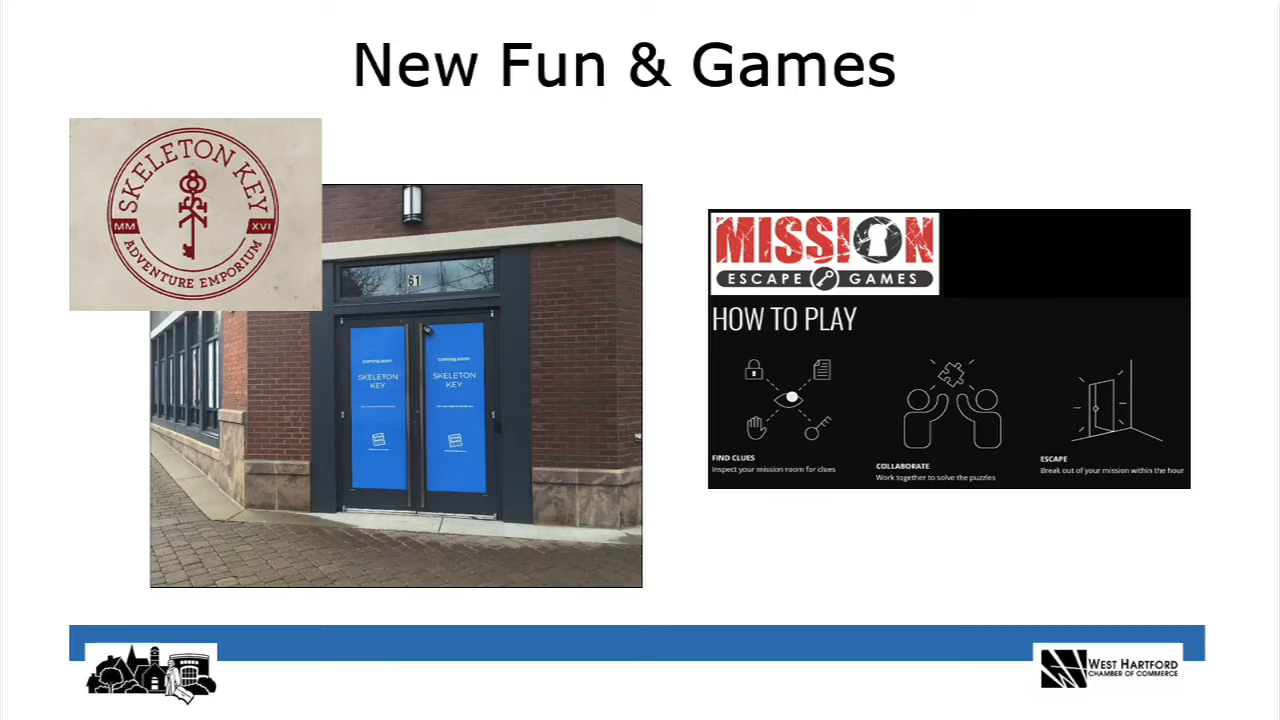 New Fun & Games
SKELETON KEY
MM XVI
ADVENTURE EMPORIUM
61
coming soon.
SKELETON
KEY
coming soon.
SKELETON
KEY
MISSION
ESCAPE GAMES
HOW TO PLAY
FIND CLUES
Inspect your mission room for clues
COLLABORATE
Work together to solve the puzzles
ESCAPE
Break out of your mission within the hour
WEST HARTFORD
CHAMBER OF COMMERCE